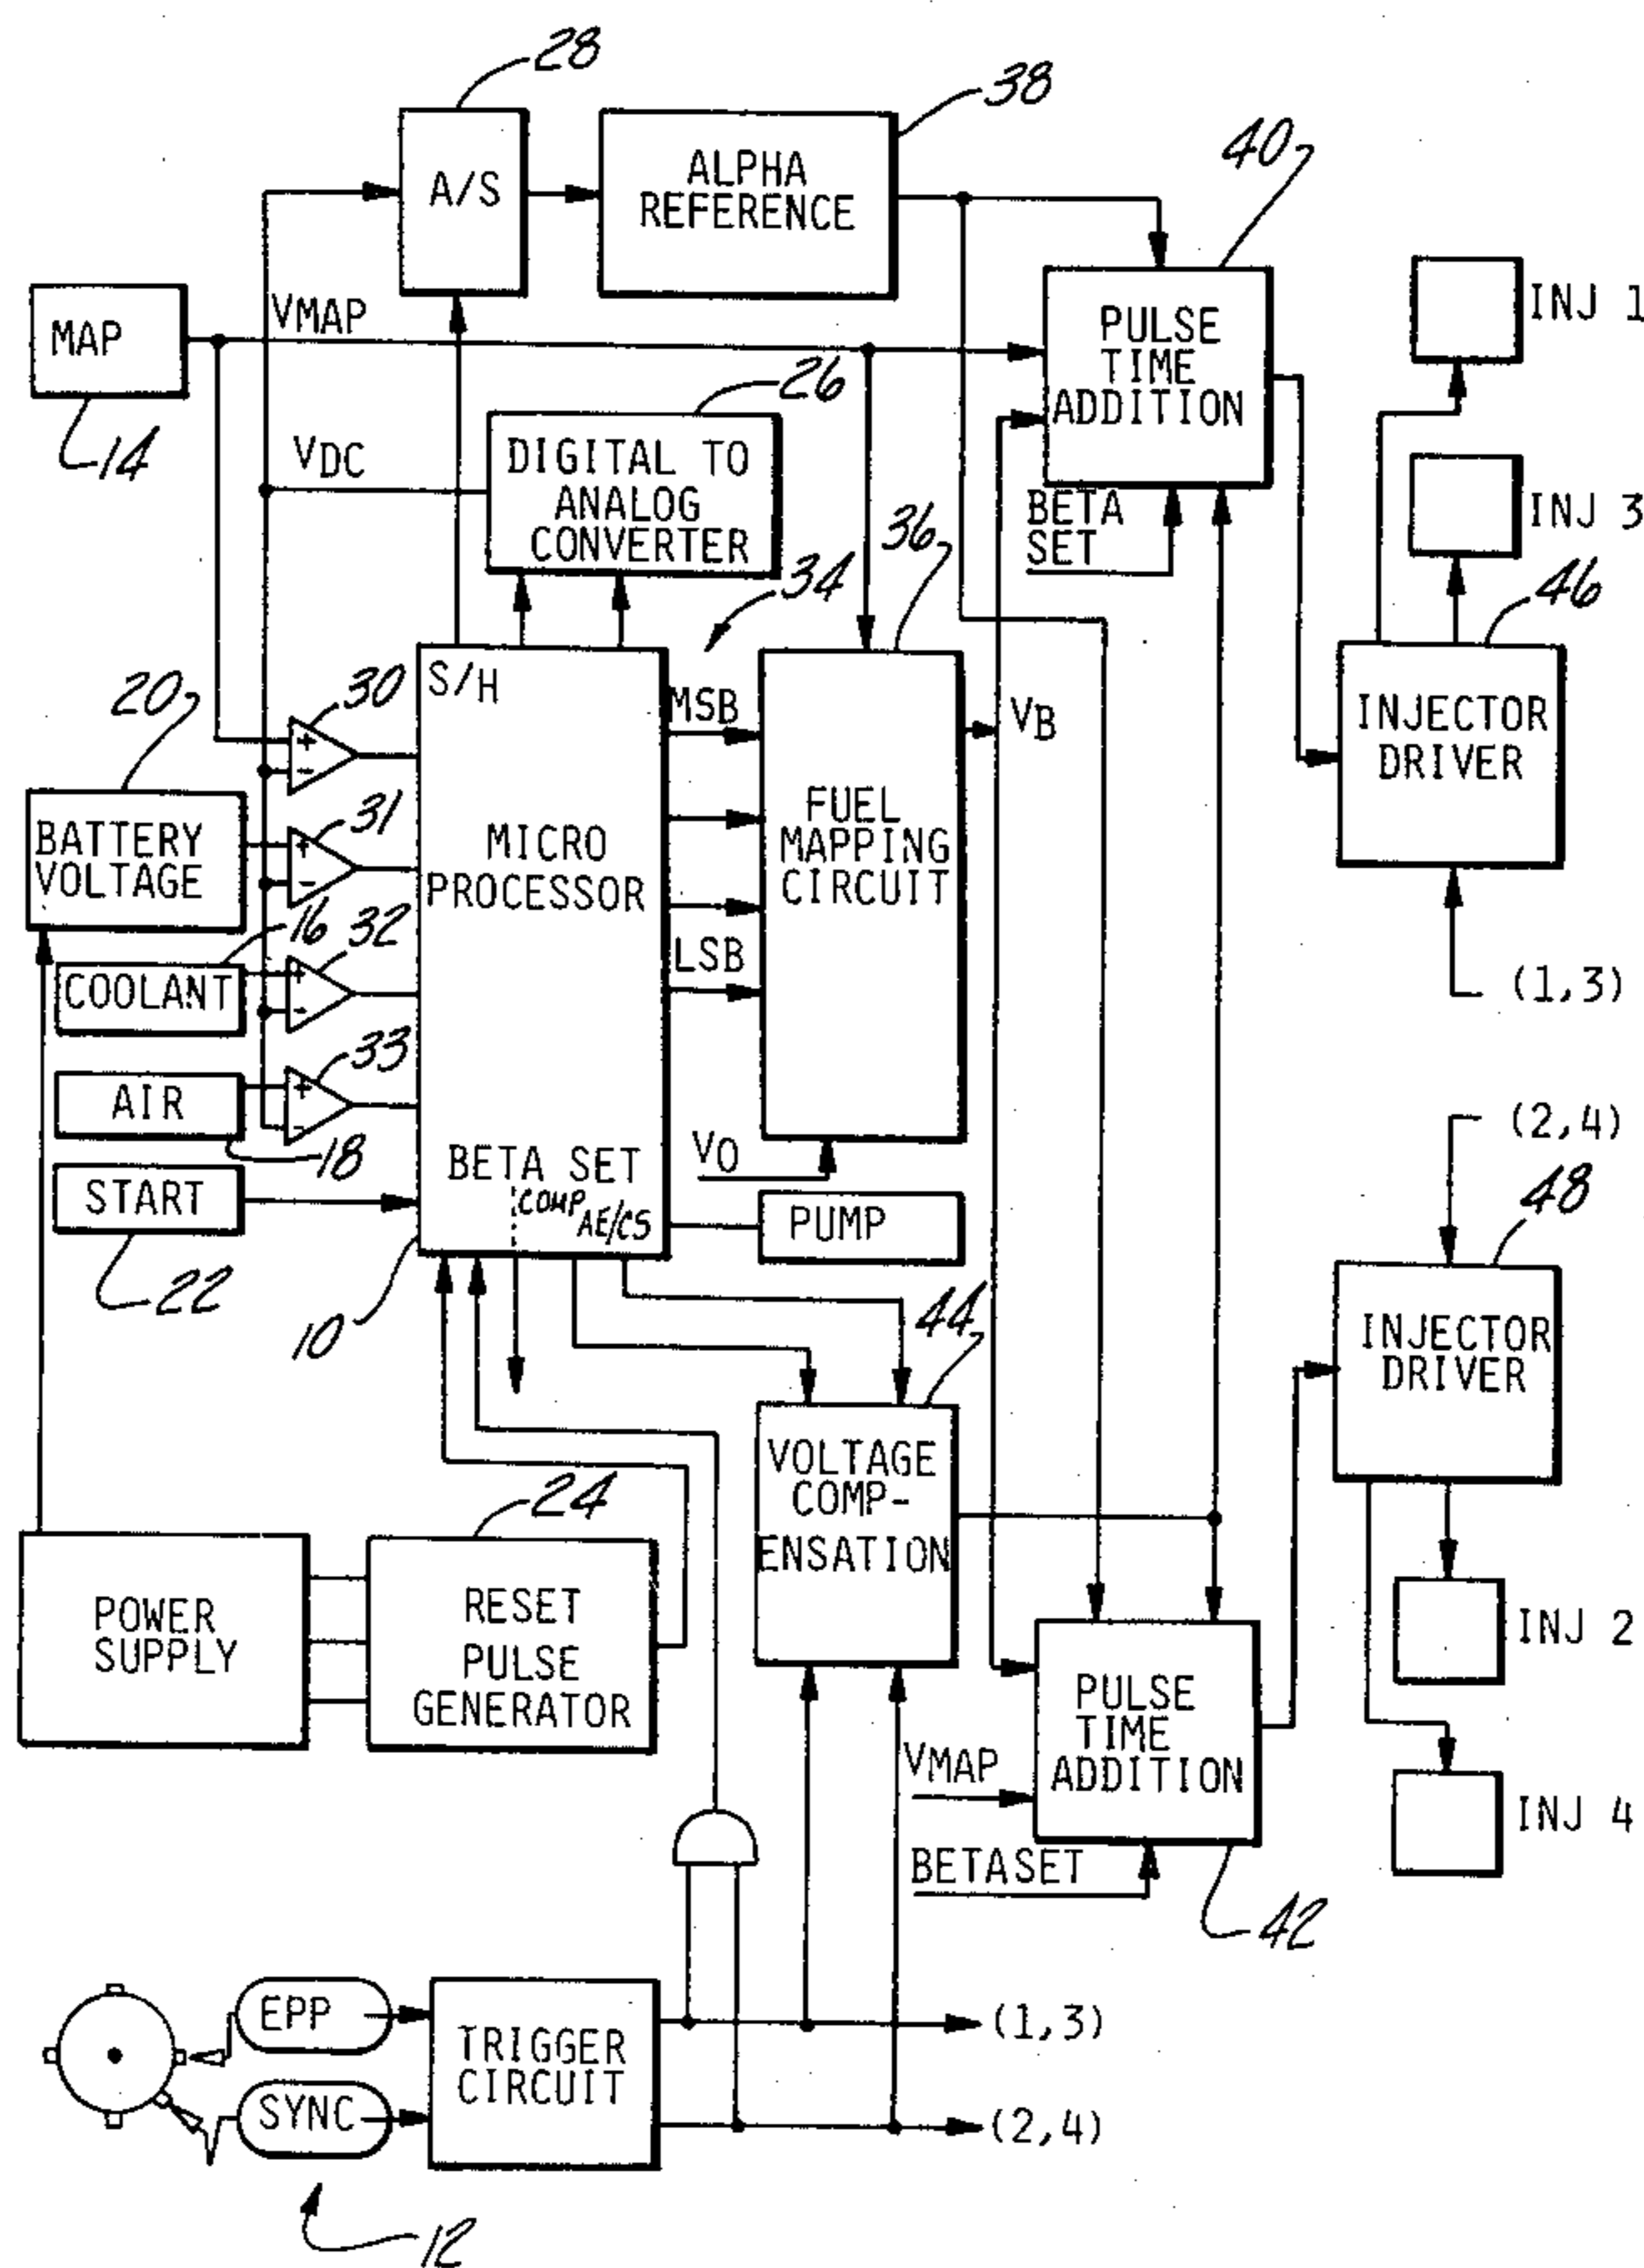 28
38
40
A/S
ALPHA
REFERENCE
MAP
VMAP
14
PULSE
TIME
ADDITION
INJ 1
26
VDC
DIGITAL TO
ANALOG
CONVERTER
BETA
SET
INJ 3
36
34
46
20
30
S/H
MSB
VB
INJECTOR
DRIVER
31
BATTERY
VOLTAGE
MICRO
PROCESSOR
FUEL
MAPPING
CIRCUIT
16
32
COOLANT
LSB
(1,3)
33
AIR
18
(2,4)
BETA SET
VO
48
START
COMP
AE/CS
PUMP
22
10
44
INJECTOR
DRIVER
VOLTAGE
COMP-
ENSATION
24
POWER
SUPPLY
RESET
PULSE
GENERATOR
INJ 2
PULSE
TIME
ADDITION
VMAP
INJ 4
BETASET
42
EPP
TRIGGER
CIRCUIT
(1,3)
SYNC
(2,4)
12
+
-
+
-
+
-
+
-